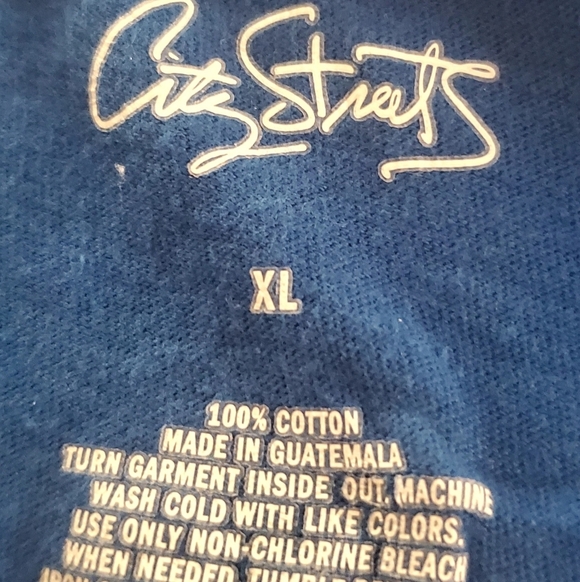 City Streets
XL
100% COTTON
MADE IN GUATEMALA
TURN GARMENT INSIDE OUT. MACHINE
WASH COLD WITH LIKE COLORS.
USE ONLY NON-CHLORINE BLEACH
WHEN NEEDED. TUMBLE